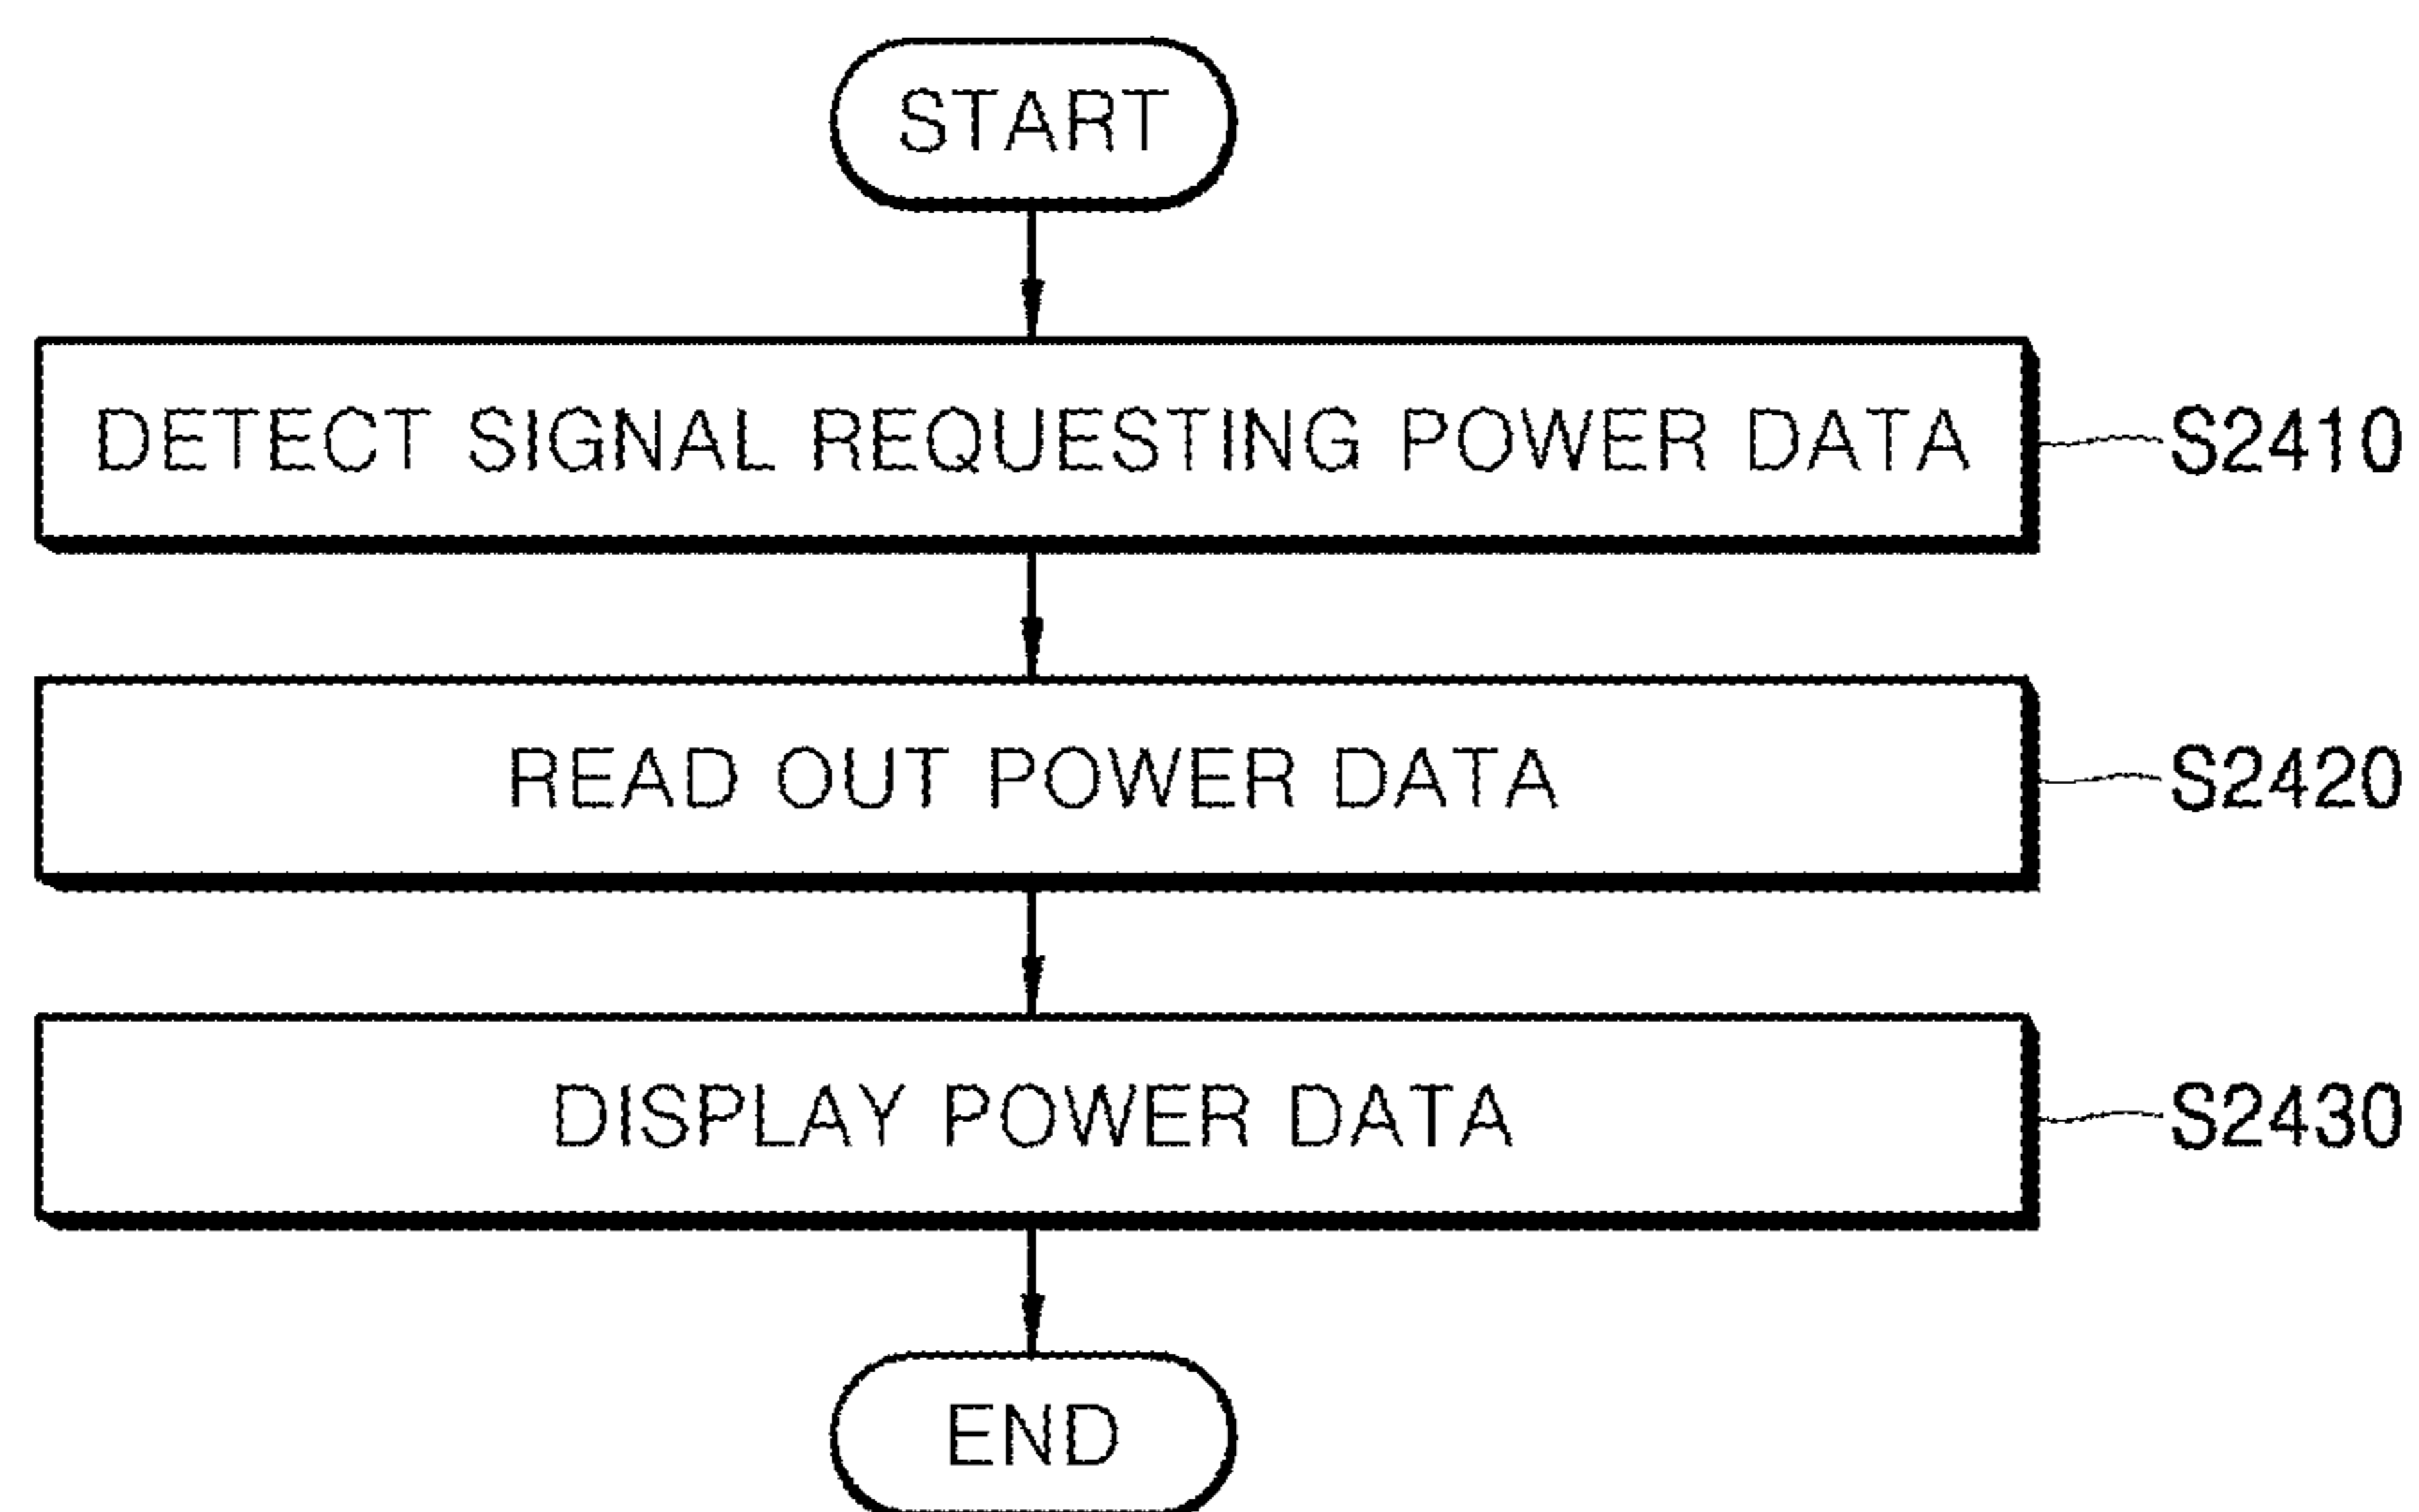 START
DETECT SIGNAL REQUESTING POWER DATA S2410
READ OUT POWER DATA S2420
DISPLAY POWER DATA S2430
END